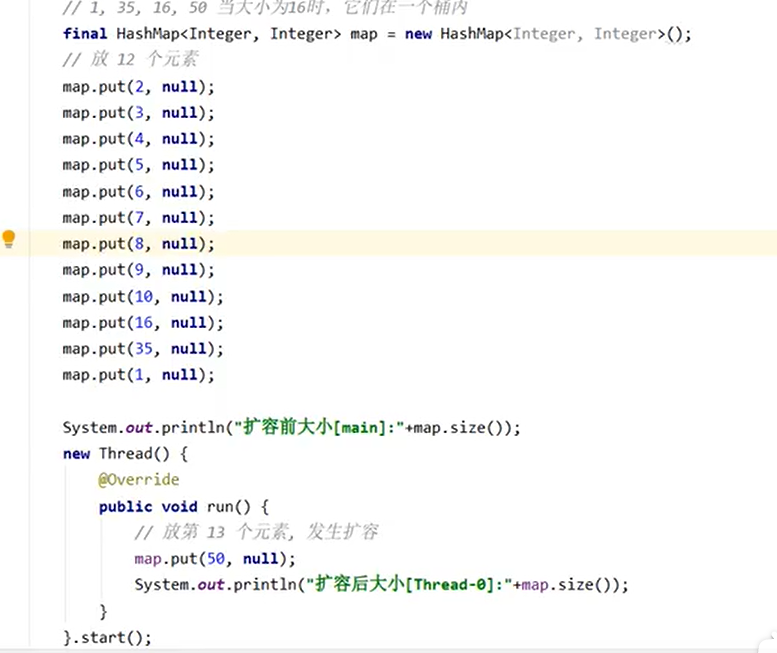 // 1, 35, 16, 50 当大小为16时，它们在一个桶内
final HashMap<Integer, Integer> map = new HashMap<Integer, Integer>();
// 放 12 个元素
map.put(2, null);
map.put(3, null);
map.put(4, null);
map.put(5, null);
map.put(6, null);
map.put(7, null);
map.put(8, null);
map.put(9, null);
map.put(10, null);
map.put(16, null);
map.put(35, null);
map.put(1, null);
System.out.println("扩容前大小[main]:"+map.size());
new Thread() {
@Override
public void run() {
// 放第 13 个元素, 发生扩容
map.put(50, null);
System.out.println("扩容后大小[Thread-0]:"+map.size());
}
}.start();